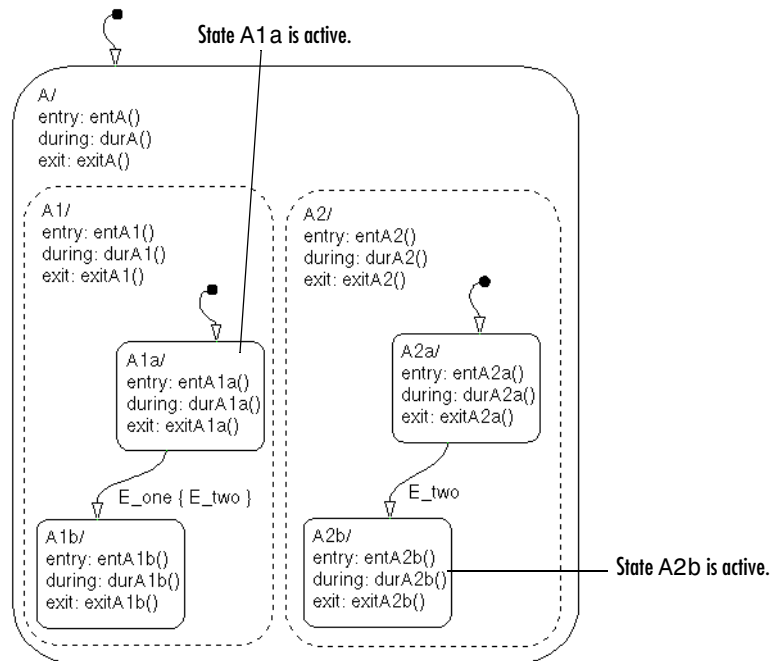 State A1a is active.
A/
entry: entA()
during: durA()
exit: exitA()
A1/
entry: entA1()
during: durA1()
exit: exitA1()
A2/
entry: entA2()
during: durA2()
exit: exitA2()
A1a/
entry: entA1a()
during: durA1a()
exit: exitA1a()
A2a/
entry: entA2a()
during: durA2a()
exit: exitA2a()
E_one { E_two }
E_two
A1b/
entry: entA1b()
during: durA1b()
exit: exitA1b()
A2b/
entry: entA2b()
during: durA2b()
exit: exitA2b()
State A2b is active.